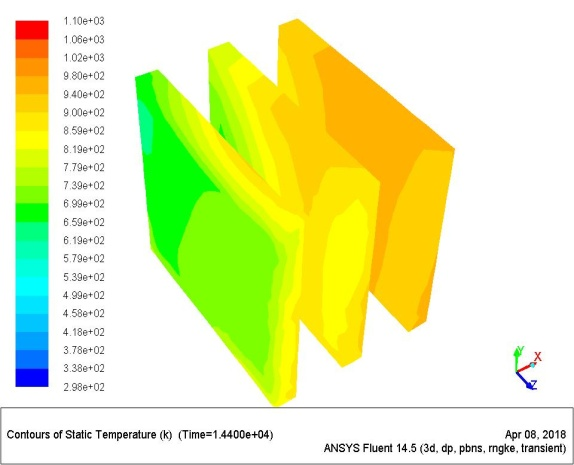 1.10e+03
1.06e+03
1.02e+03
9.80e+02
9.40e+02
9.00e+02
8.59e+02
8.19e+02
7.79e+02
7.39e+02
6.99e+02
6.59e+02
6.19e+02
5.79e+02
5.39e+02
4.99e+02
4.58e+02
4.18e+02
3.78e+02
3.38e+02
2.98e+02
Y
X
Z
Contours of Static Temperature (k) (Time=1.4400e+04)
Apr 08, 2018
ANSYS Fluent 14.5 (3d, dp, pbns, rngke, transient)